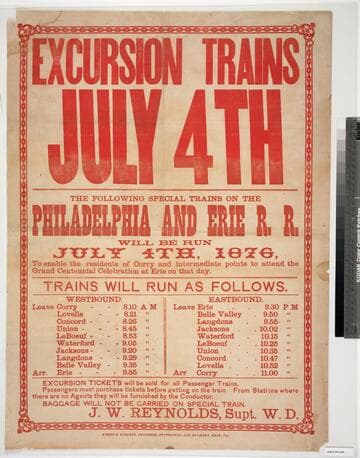 EXCURSION TRAINS
JULY 4TH
THE FOLLOWING SPECIAL TRAINS ON THE
PHILADELPHIA AND ERIE R. R.
WILL BE RUN
JULY 4TH 1876,
To enable the residents of Corry and intermediate points to attend the
Grand Centennial Celebration at Erie on that day.
TRAINS WILL RUN AS FOLLOWS.
WESTBOUND.
Leave Corry 8.10 A M
Lovells 8.21 "
Concord 8.26 "
Union 8.45 "
LeBoeuf 8.53 "
Waterford 9.05 "
Jacksons 9.20 "
Langdons 9.29 "
Belle Valley 9.35 "
Arr. Erie 9.55 "
EASTBOUND.
Leave Erie 9.30 P M
Belle Valley 9.50 "
Langdons 9.55 "
Jacksons 10.02 "
Waterford 10.15 "
LeBoeuf 10.25 "
Union 10.35 "
Concord 10.47 "
Lovells 10.52 "
Arr. Corry 11.00 "
EXCURSION TICKETS will be sold for all Passenger Trains.
Passengers must purchase tickets before getting on the train. From Stations where
there are no Agents they will be furnished by the Conductor.
BAGGAGE WILL NOT BE CARRIED ON SPECIAL TRAIN.
J. W. REYNOLDS, Supt. W. D.